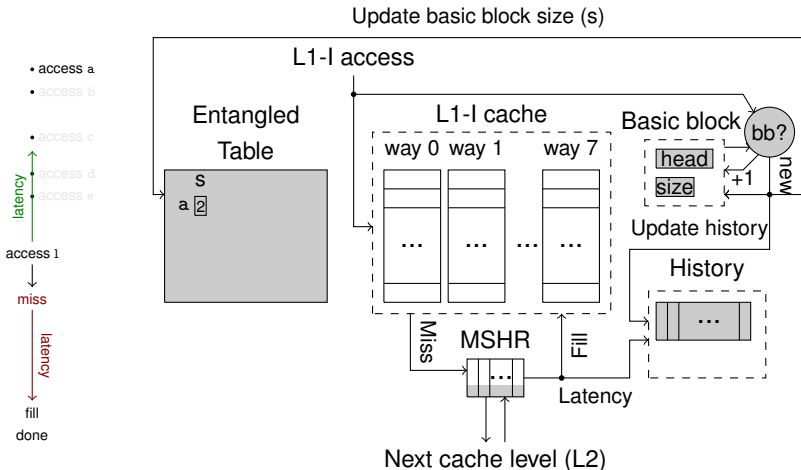 Update basic block size (s)
L1-I access
access a
access b
access c
access d
access e
latency
access l
miss
latency
fill
done
Entangled
Table
s
a 2
L1-I cache
way 0 way 1 way 7
... ... ... ...
Basic block
head
size
bb?
+1
new
Update history
History
...
Miss
MSHR
...
Fill
Latency
Next cache level (L2)